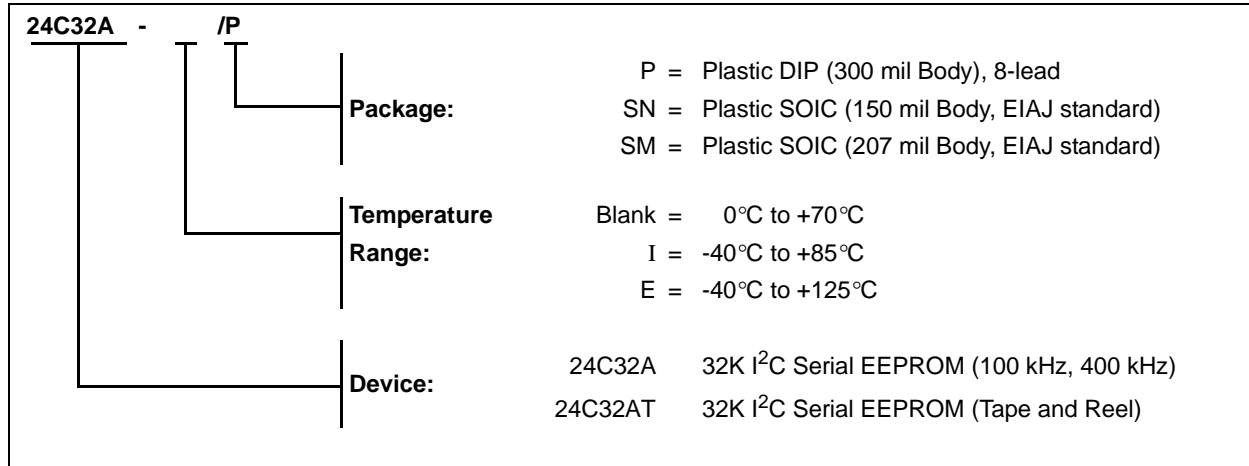 24C32A - /P
Package:
P = Plastic DIP (300 mil Body), 8-lead
SN = Plastic SOIC (150 mil Body, EIAJ standard)
SM = Plastic SOIC (207 mil Body, EIAJ standard)
Temperature
Range:
Blank = 0°C to +70°C
I = -40°C to +85°C
E = -40°C to +125°C
Device:
24C32A 32K I²C Serial EEPROM (100 kHz, 400 kHz)
24C32AT 32K I²C Serial EEPROM (Tape and Reel)